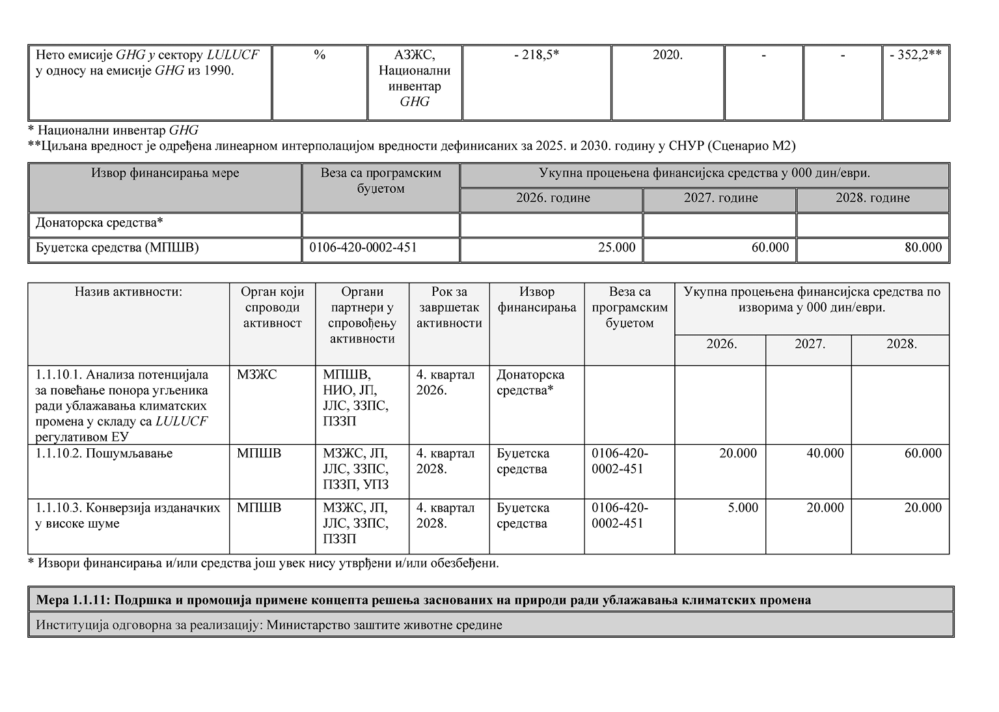 Нето емисије GHG у сектору LULUCF
у односу на емисије GHG из 1990.
%
АЗЖС,
Национални
инвентар
GHG
- 218,5*
2020.
-
-
- 352,2**
* Национални инвентар GHG
**Циљана вредност је одређена линеарном интерполацијом вредности дефинисаних за 2025. и 2030. годину у СНУР (Сценарио М2)
Извор финансирања мере
Веза са програмским
буџетом
Укупна процењена финансијска средства у 000 дин/еври.
2026. године
2027. године
2028. године
Донаторска средства*
Буџетска средства (МПШВ)
0106-420-0002-451
25.000
60.000
80.000
Назив активности:
Орган који
спроводи
активност
Органи
партнери у
спровођењу
активности
Рок за
завршетак
активности
Извор
финансирања
Веза са
програмским
буџетом
Укупна процењена финансијска средства по
изворима у 000 дин/еври.
2026.
2027.
2028.
1.1.10.1. Анализа потенцијала
за повећање понора угљеника
ради ублажавања климатских
промена у складу са LULUCF
регулативом ЕУ
МЗЖС
МПШВ,
НИО, ЈП,
ЈЛС, ЗЗПС,
ПЗЗП
4. квартал
2026.
Донаторска
средства*
1.1.10.2. Пошумљавање
МПШВ
МЗЖС, ЈП,
ЈЛС, ЗЗПС,
ПЗЗП, УПЗ
4. квартал
2028.
Буџетска
средства
0106-420-
0002-451
20.000
40.000
60.000
1.1.10.3. Конверзија изданачких
у високе шуме
МПШВ
МЗЖС, ЈП,
ЈЛС, ЗЗПС,
ПЗЗП
4. квартал
2028.
Буџетска
средства
0106-420-
0002-451
5.000
20.000
20.000
* Извори финансирања и/или средства још увек нису утврђени и/или обезбеђени.
Мера 1.1.11: Подршка и промоција примене концепта решења заснованих на природи ради ублажавања климатских промена
Институција одговорна за реализацију: Министарство заштите животне средине